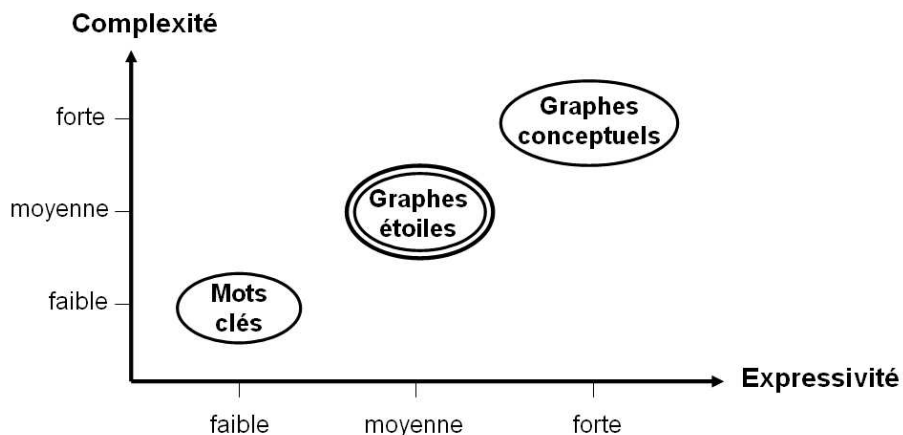 Complexité
forte
Graphes
conceptuels
moyenne
Graphes
étoiles
faible
Mots
clés
Expressivité
faible
moyenne
forte